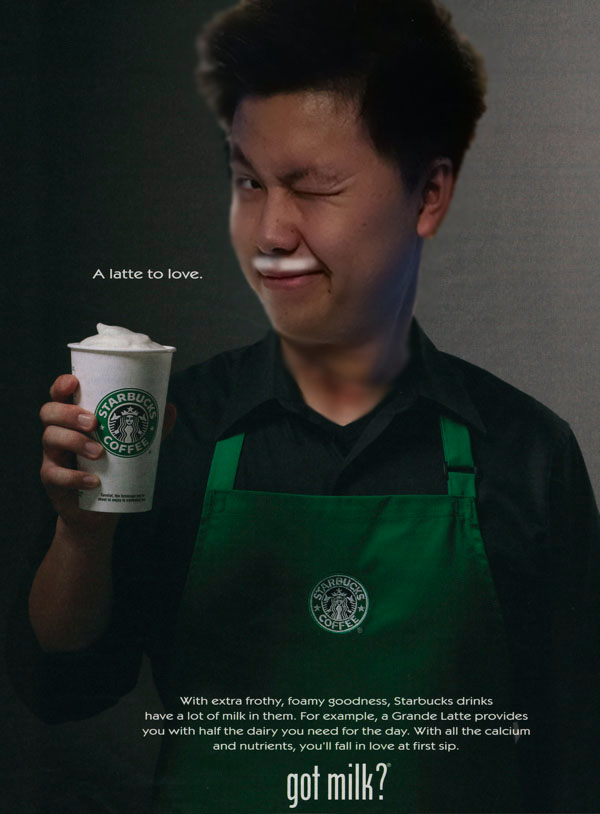 A latte to love.
STARBUCKS
COFFEE
STARBUCKS
COFFEE
With extra frothy, foamy goodness, Starbucks drinks
have a lot of milk in them. For example, a Grande Latte provides
you with half the dairy you need for the day. With all the calcium
and nutrients, you'll fall in love at first sip.
got milk?